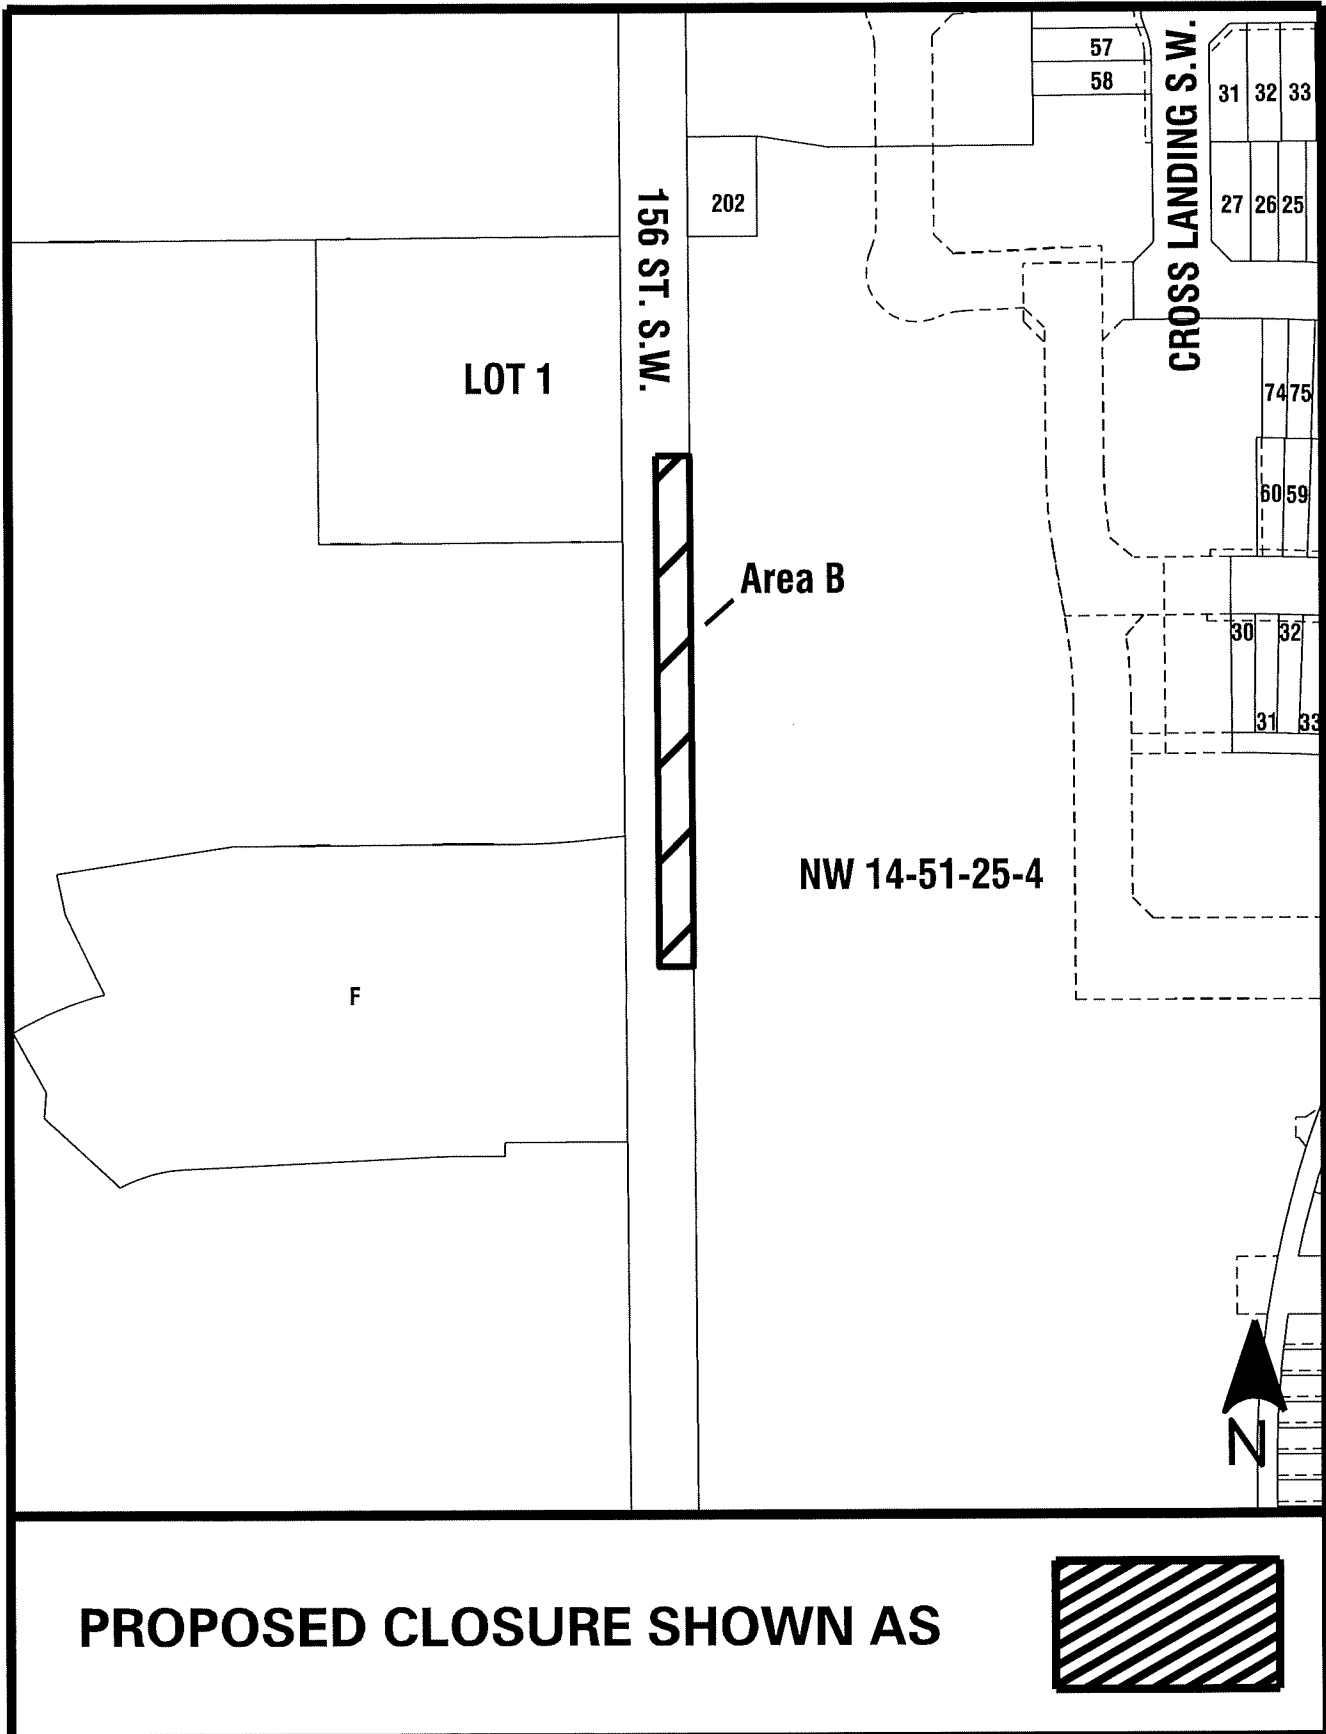 57
58
CROSS LANDING S.W.
31 32 33
202
27 26 25
156 ST. S.W.
LOT 1
74 75
60 59
Area B
30 32
31 33
NW 14-51-25-4
F
N
PROPOSED CLOSURE SHOWN AS